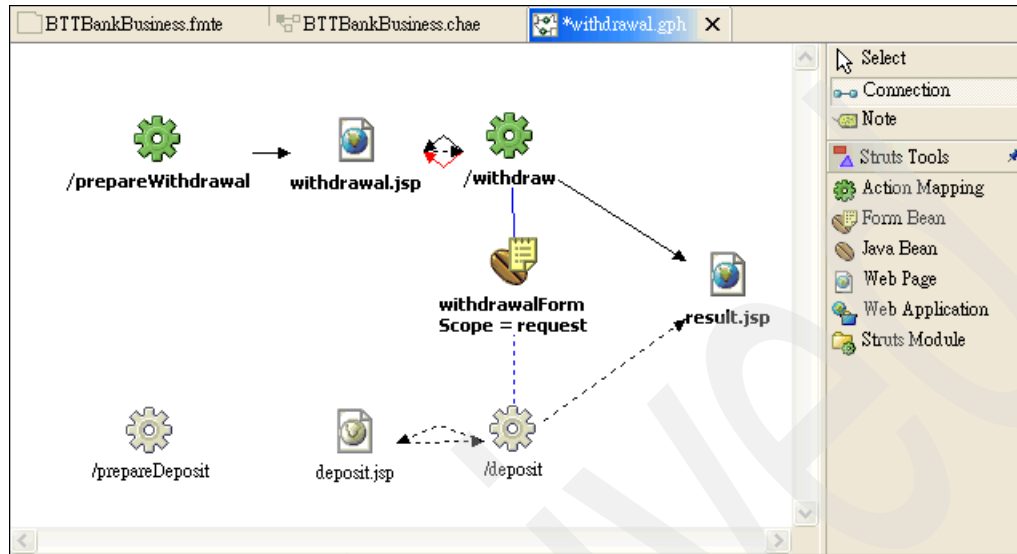 BTTBankBusiness.fmte
BTTBankBusiness.chae
*withdrawal.gph
Select
Connection
Note
Struts Tools
Action Mapping
Form Bean
Java Bean
Web Page
Web Application
Struts Module
/prepareWithdrawal
withdrawal.jsp
/withdraw
withdrawalForm
Scope = request
result.jsp
/prepareDeposit
deposit.jsp
/deposit